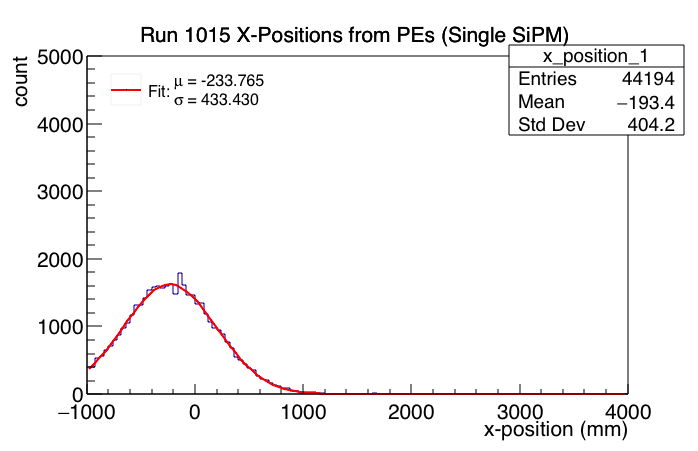 Run 1015 X-Positions from PEs (Single SiPM)
x_position_1
Entries 44194
Mean −193.4
Std Dev 404.2
Fit: μ = -233.765
σ = 433.430
count
5000
4000
3000
2000
1000
0
−1000 0 1000 2000 3000 4000
x-position (mm)